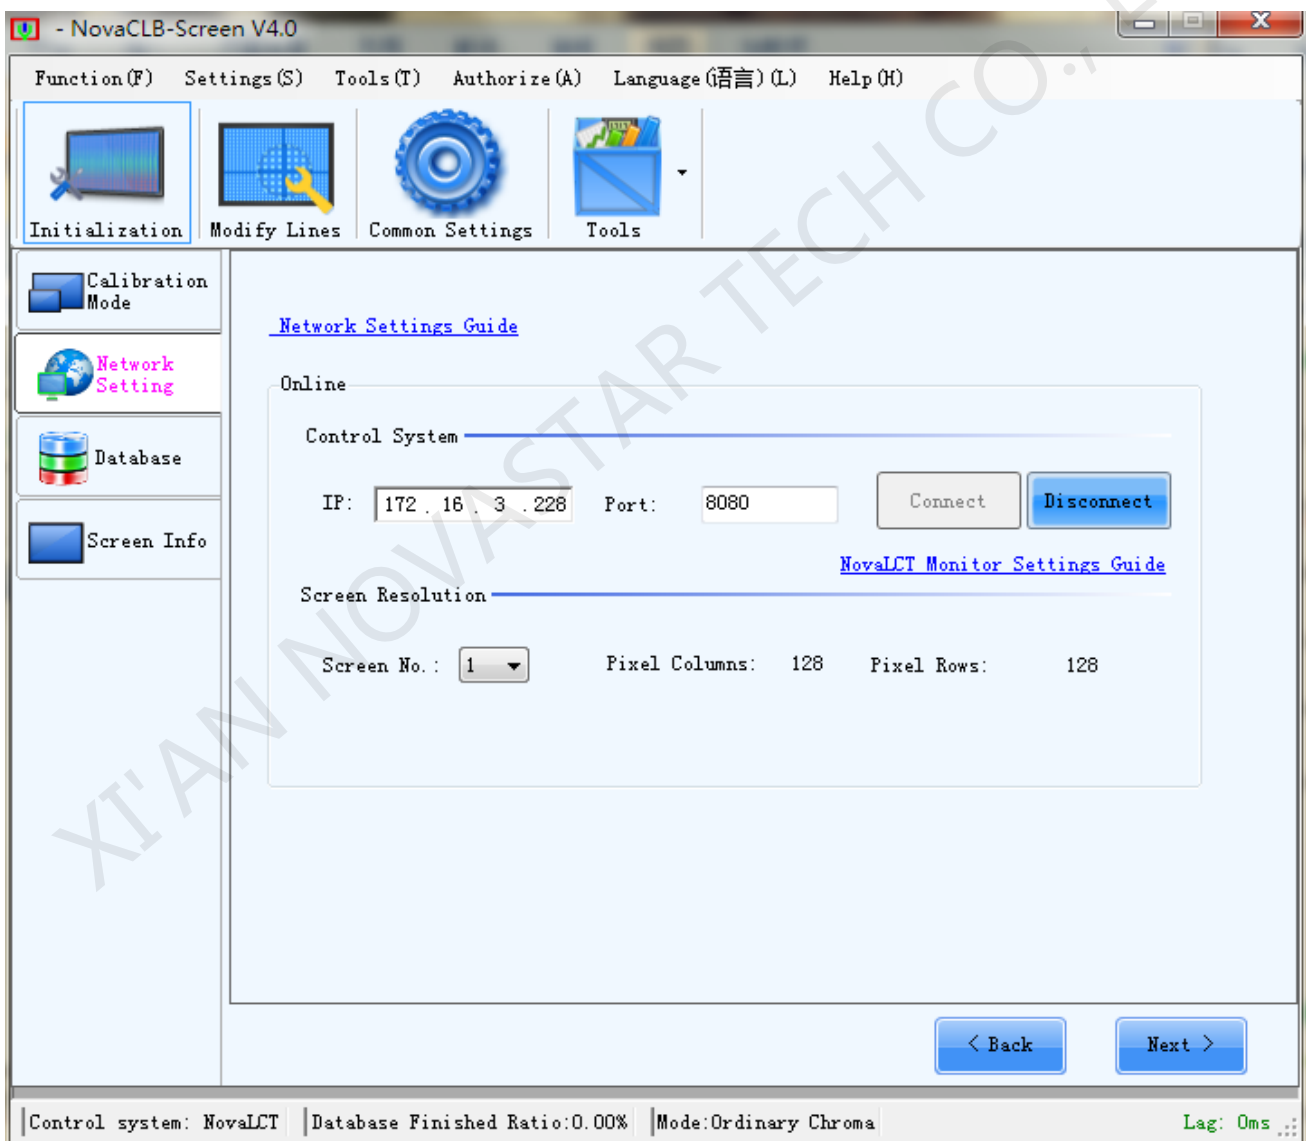 - NovaCLB-Screen V4.0
Function(F) Settings(S) Tools(T) Authorize(A) Language(语言)(L) Help(H)
Initialization Modify Lines Common Settings Tools
Calibration
Mode
Network
Setting
Database
Screen Info
Network Settings Guide
Online
Control System
IP: 172 . 16 . 3 . 228 Port: 8080 Connect Disconnect
NovaLCT Monitor Settings Guide
Screen Resolution
Screen No.: 1 Pixel Columns: 128 Pixel Rows: 128
< Back Next >
Control system: NovaLCT Database Finished Ratio:0.00% Mode:Ordinary Chroma Lag: 0ms
XI'AN NOVASTAR TECH CO.,